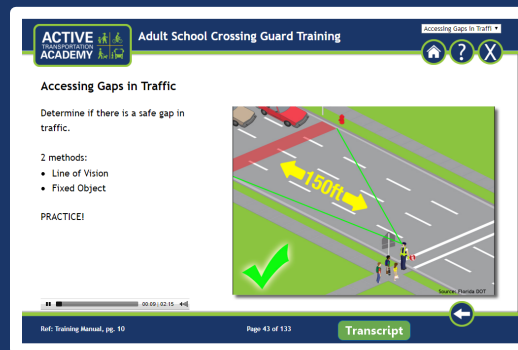 ACTIVE
TRANSPORTATION
ACADEMY
Adult School Crossing Guard Training
Accessing Gaps in Traffi
? X
Accessing Gaps in Traffic
Determine if there is a safe gap in
traffic.
2 methods:
• Line of Vision
• Fixed Object
PRACTICE!
150ft
Source: Florida DOT
00:09 | 02:15
Ref: Training Manual, pg. 10
Page 43 of 133
Transcript